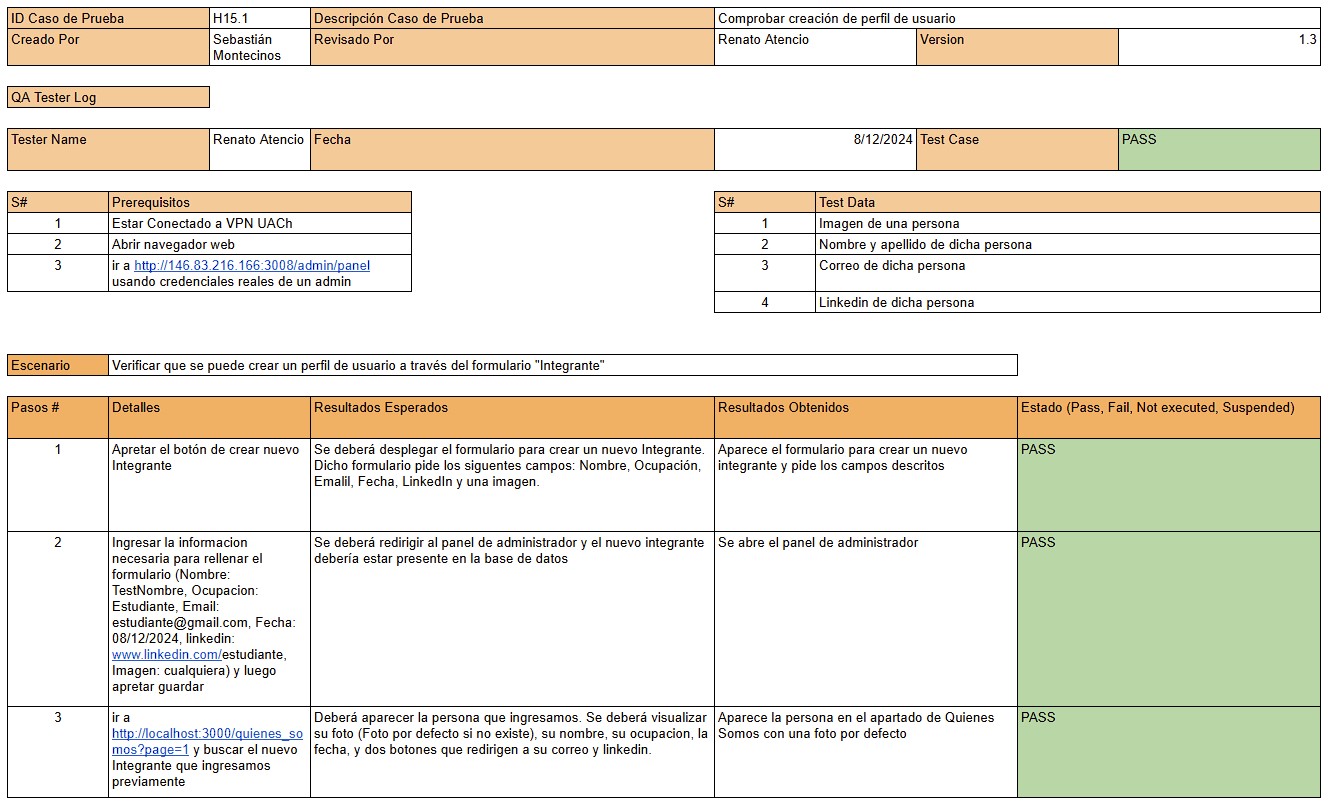 ID Caso de Prueba H15.1 Descripción Caso de Prueba Comprobar creación de perfil de usuario
Creado Por Sebastián Revisado Por Renato Atencio Version 1.3
Montecinos
QA Tester Log
Tester Name Renato Atencio Fecha 8/12/2024 Test Case PASS
S# Prerequisitos
1 Estar Conectado a VPN UACh
2 Abrir navegador web
3 ir a http://146.83.216.166:3008/admin/panel
usando credenciales reales de un admin
S# Test Data
1 Imagen de una persona
2 Nombre y apellido de dicha persona
3 Correo de dicha persona
4 Linkedin de dicha persona
Escenario Verificar que se puede crear un perfil de usuario a través del formulario "Integrante"
Pasos # Detalles Resultados Esperados Resultados Obtenidos Estado (Pass, Fail, Not executed, Suspended)
1
Apretar el botón de crear nuevo
Integrante
Se deberá desplegar el formulario para crear un nuevo Integrante.
Dicho formulario pide los siguentes campos: Nombre, Ocupación,
Emalil, Fecha, LinkedIn y una imagen.
Aparece el formulario para crear un nuevo
integrante y pide los campos descritos
PASS
2
Ingresar la informacion
necesaria para rellenar el
formulario (Nombre:
TestNombre, Ocupacion:
Estudiante, Email:
estudiante@gmail.com, Fecha:
08/12/2024, linkedin:
www.linkedin.com/estudiante,
Imagen: cualquiera) y luego
apretar guardar
Se deberá redirigir al panel de administrador y el nuevo integrante
debería estar presente en la base de datos
Se abre el panel de administrador
PASS
3
ir a
http://localhost:3000/quienes_so
mos?page=1 y buscar el nuevo
Integrante que ingresamos
previamente
Deberá aparecer la persona que ingresamos. Se deberá visualizar
su foto (Foto por defecto si no existe), su nombre, su ocupacion, la
fecha, y dos botones que redirigen a su correo y linkedin.
Aparece la persona en el apartado de Quienes
Somos con una foto por defecto
PASS